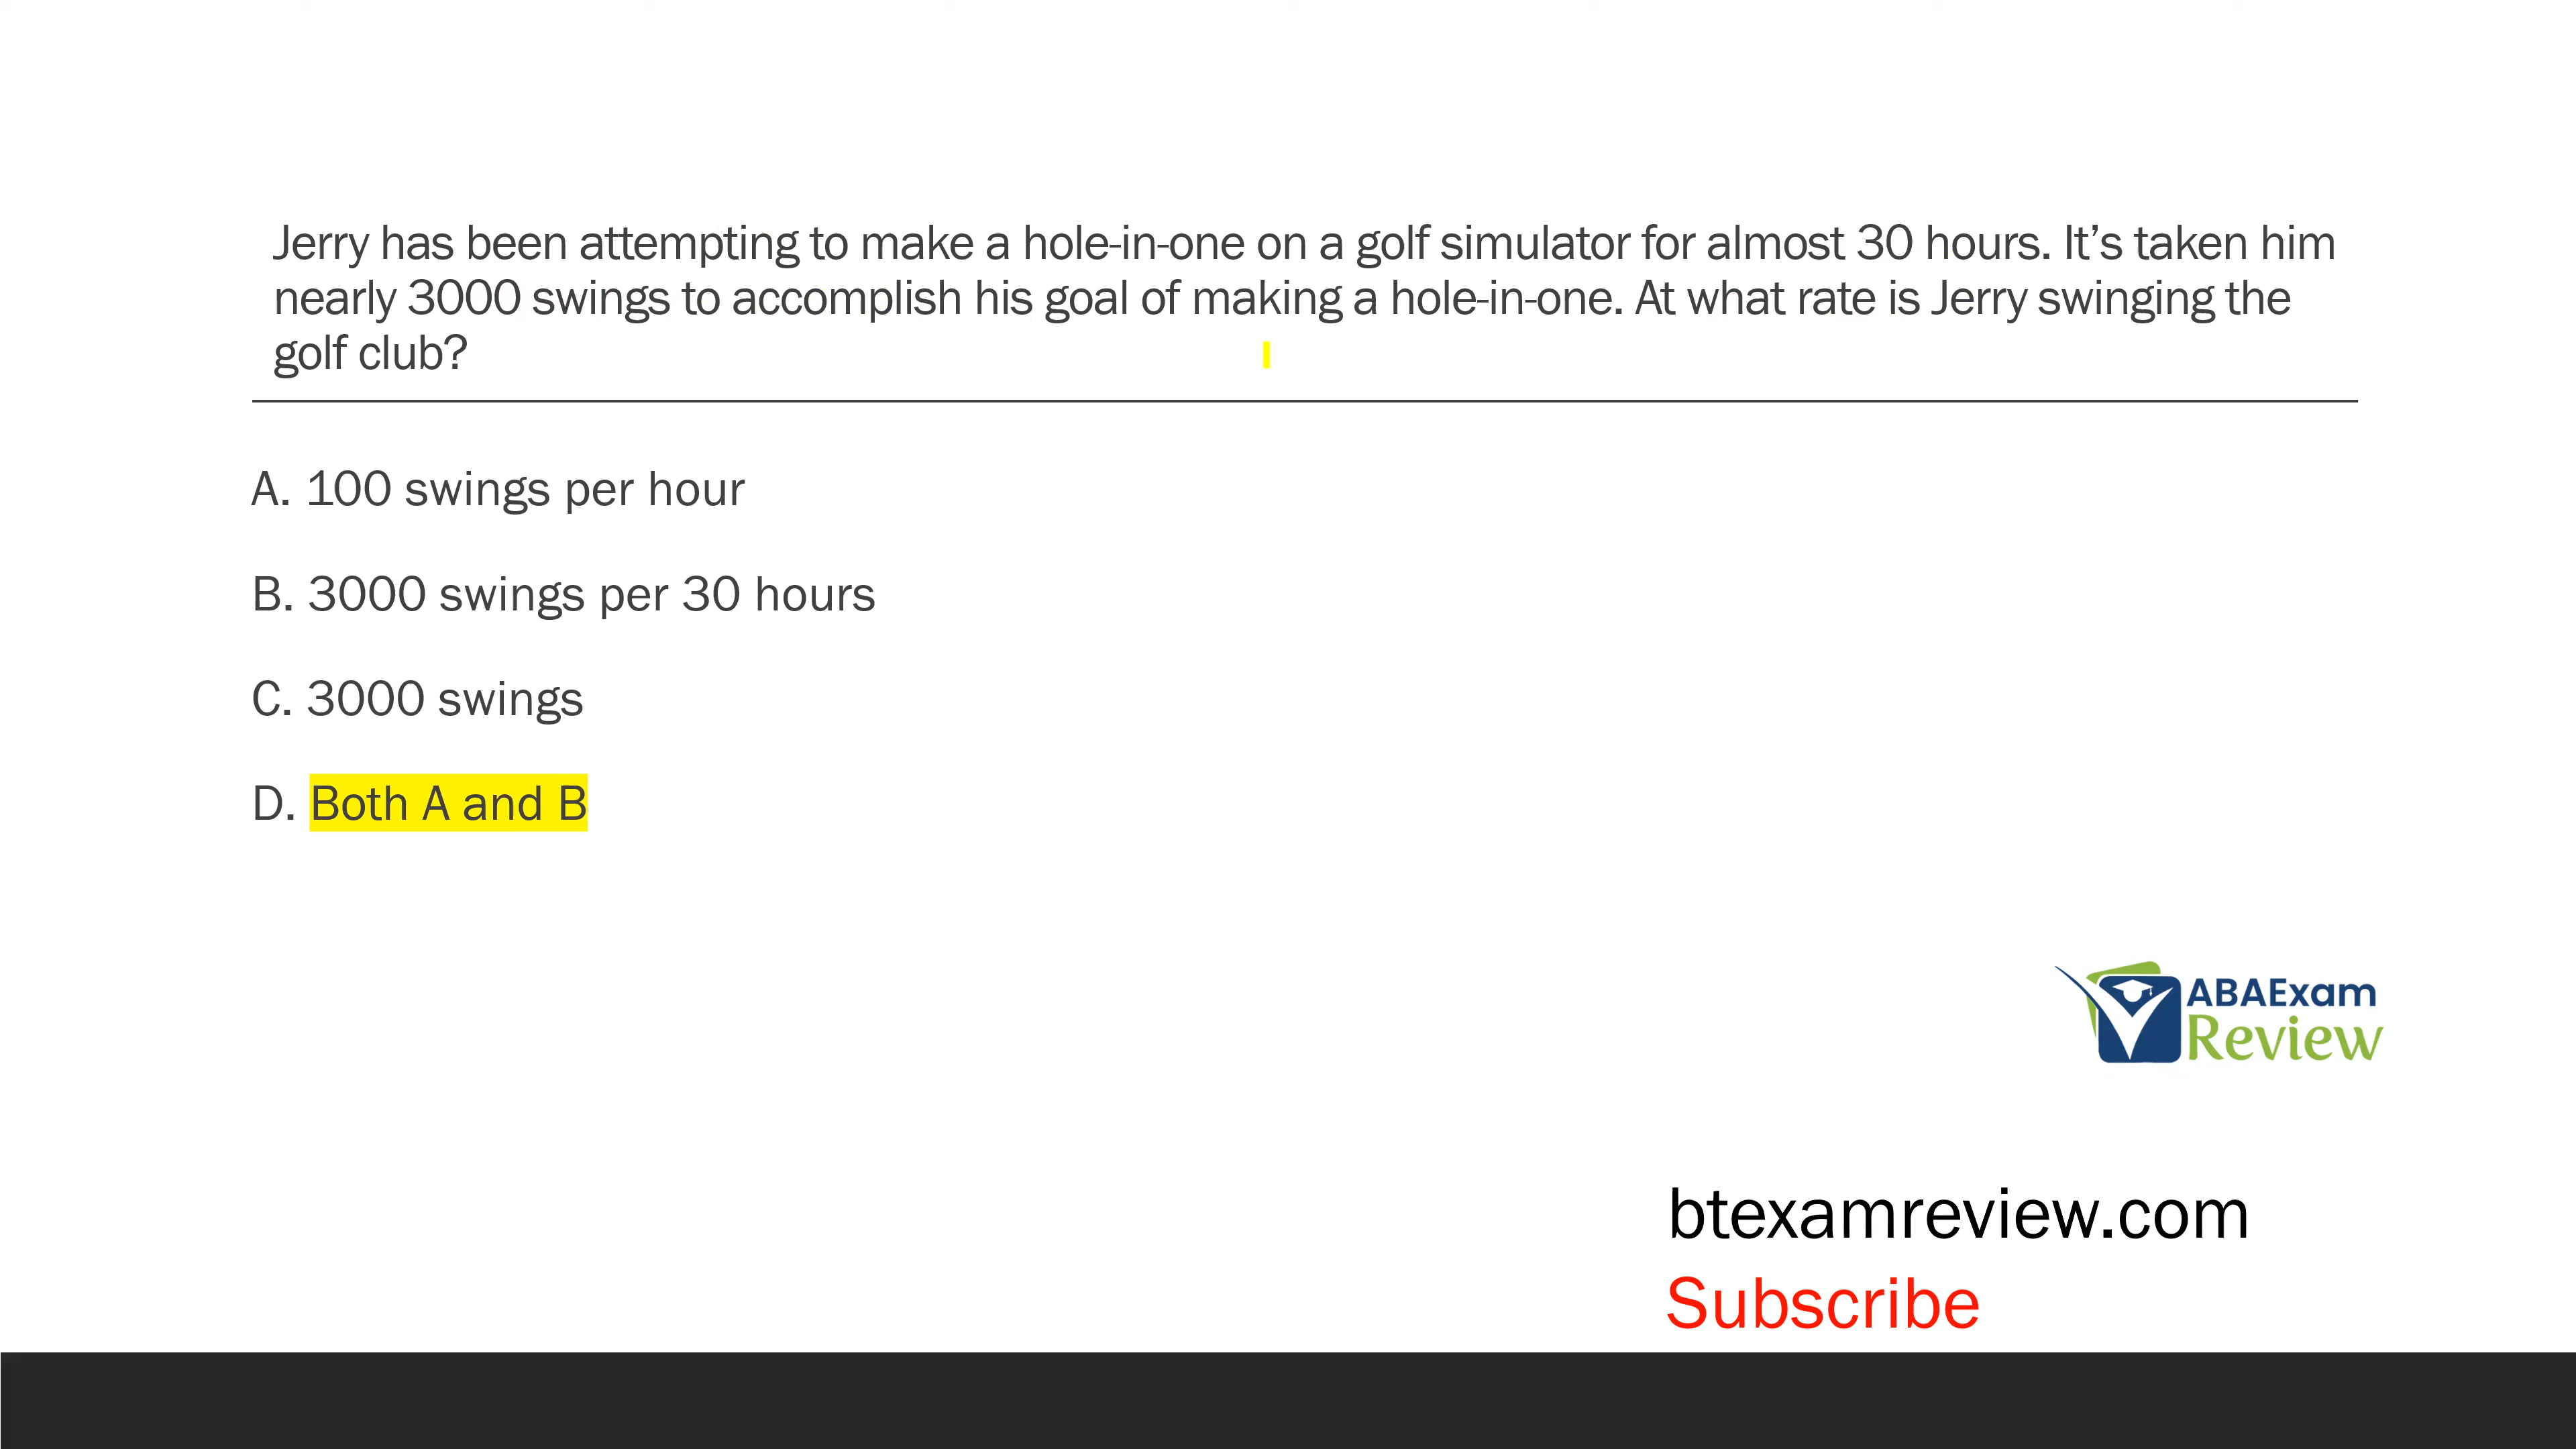 Jerry has been attempting to make a hole-in-one on a golf simulator for almost 30 hours. It’s taken him
nearly 3000 swings to accomplish his goal of making a hole-in-one. At what rate is Jerry swinging the
golf club?
A. 100 swings per hour
B. 3000 swings per 30 hours
C. 3000 swings
D. Both A and B
ABAExam
Review
btexamreview.com
Subscribe